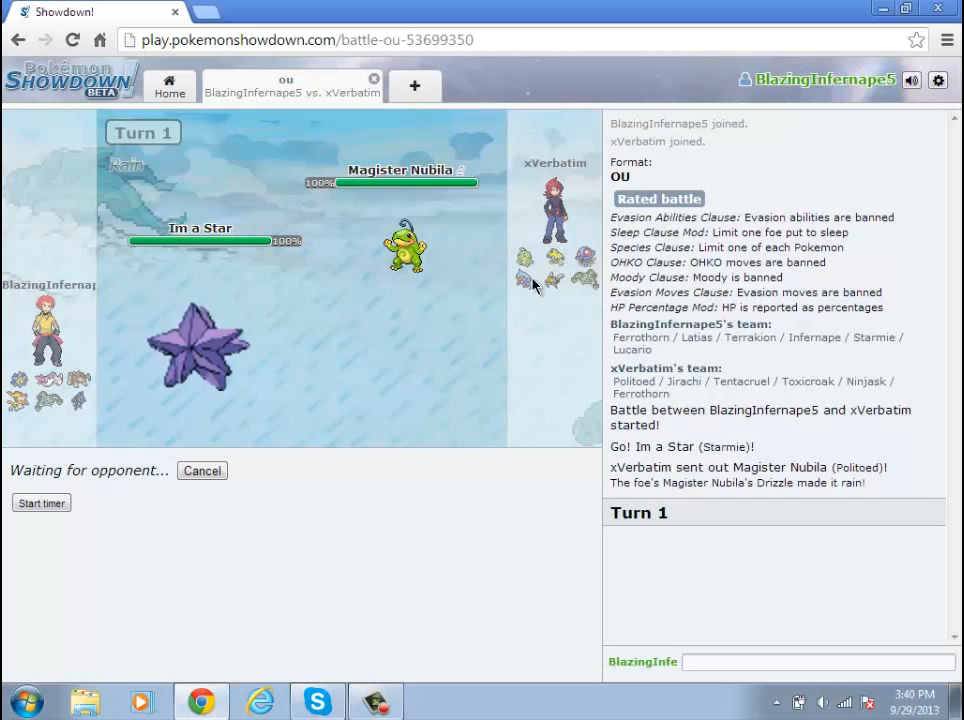 Showdown!
play.pokemonshowdown.com/battle-ou-53699350
Pokémon
SHOWDOWN
BETA
Home
ou
BlazingInfernape5 vs. xVerbatim
+
BlazingInfernape5
Turn 1
Rain
Magister Nubila
100%
Im a Star
100%
BlazingInfernap
xVerbatim
Waiting for opponent...
Cancel
Start timer
BlazingInfernape5 joined.
xVerbatim joined.
Format:
OU
Rated battle
Evasion Abilities Clause: Evasion abilities are banned
Sleep Clause Mod: Limit one foe put to sleep
Species Clause: Limit one of each Pokemon
OHKO Clause: OHKO moves are banned
Moody Clause: Moody is banned
Evasion Moves Clause: Evasion moves are banned
HP Percentage Mod: HP is reported as percentages
BlazingInfernape5's team:
Ferrothorn / Latias / Terrakion / Infernape / Starmie /
Lucario
xVerbatim's team:
Politoed / Jirachi / Tentacruel / Toxicroak / Ninjask /
Ferrothorn
Battle between BlazingInfernape5 and xVerbatim
started!
Go! Im a Star (Starmie)!
xVerbatim sent out Magister Nubila (Politoed)!
The foe's Magister Nubila's Drizzle made it rain!
Turn 1
BlazingInfe
3:40 PM
9/29/2013